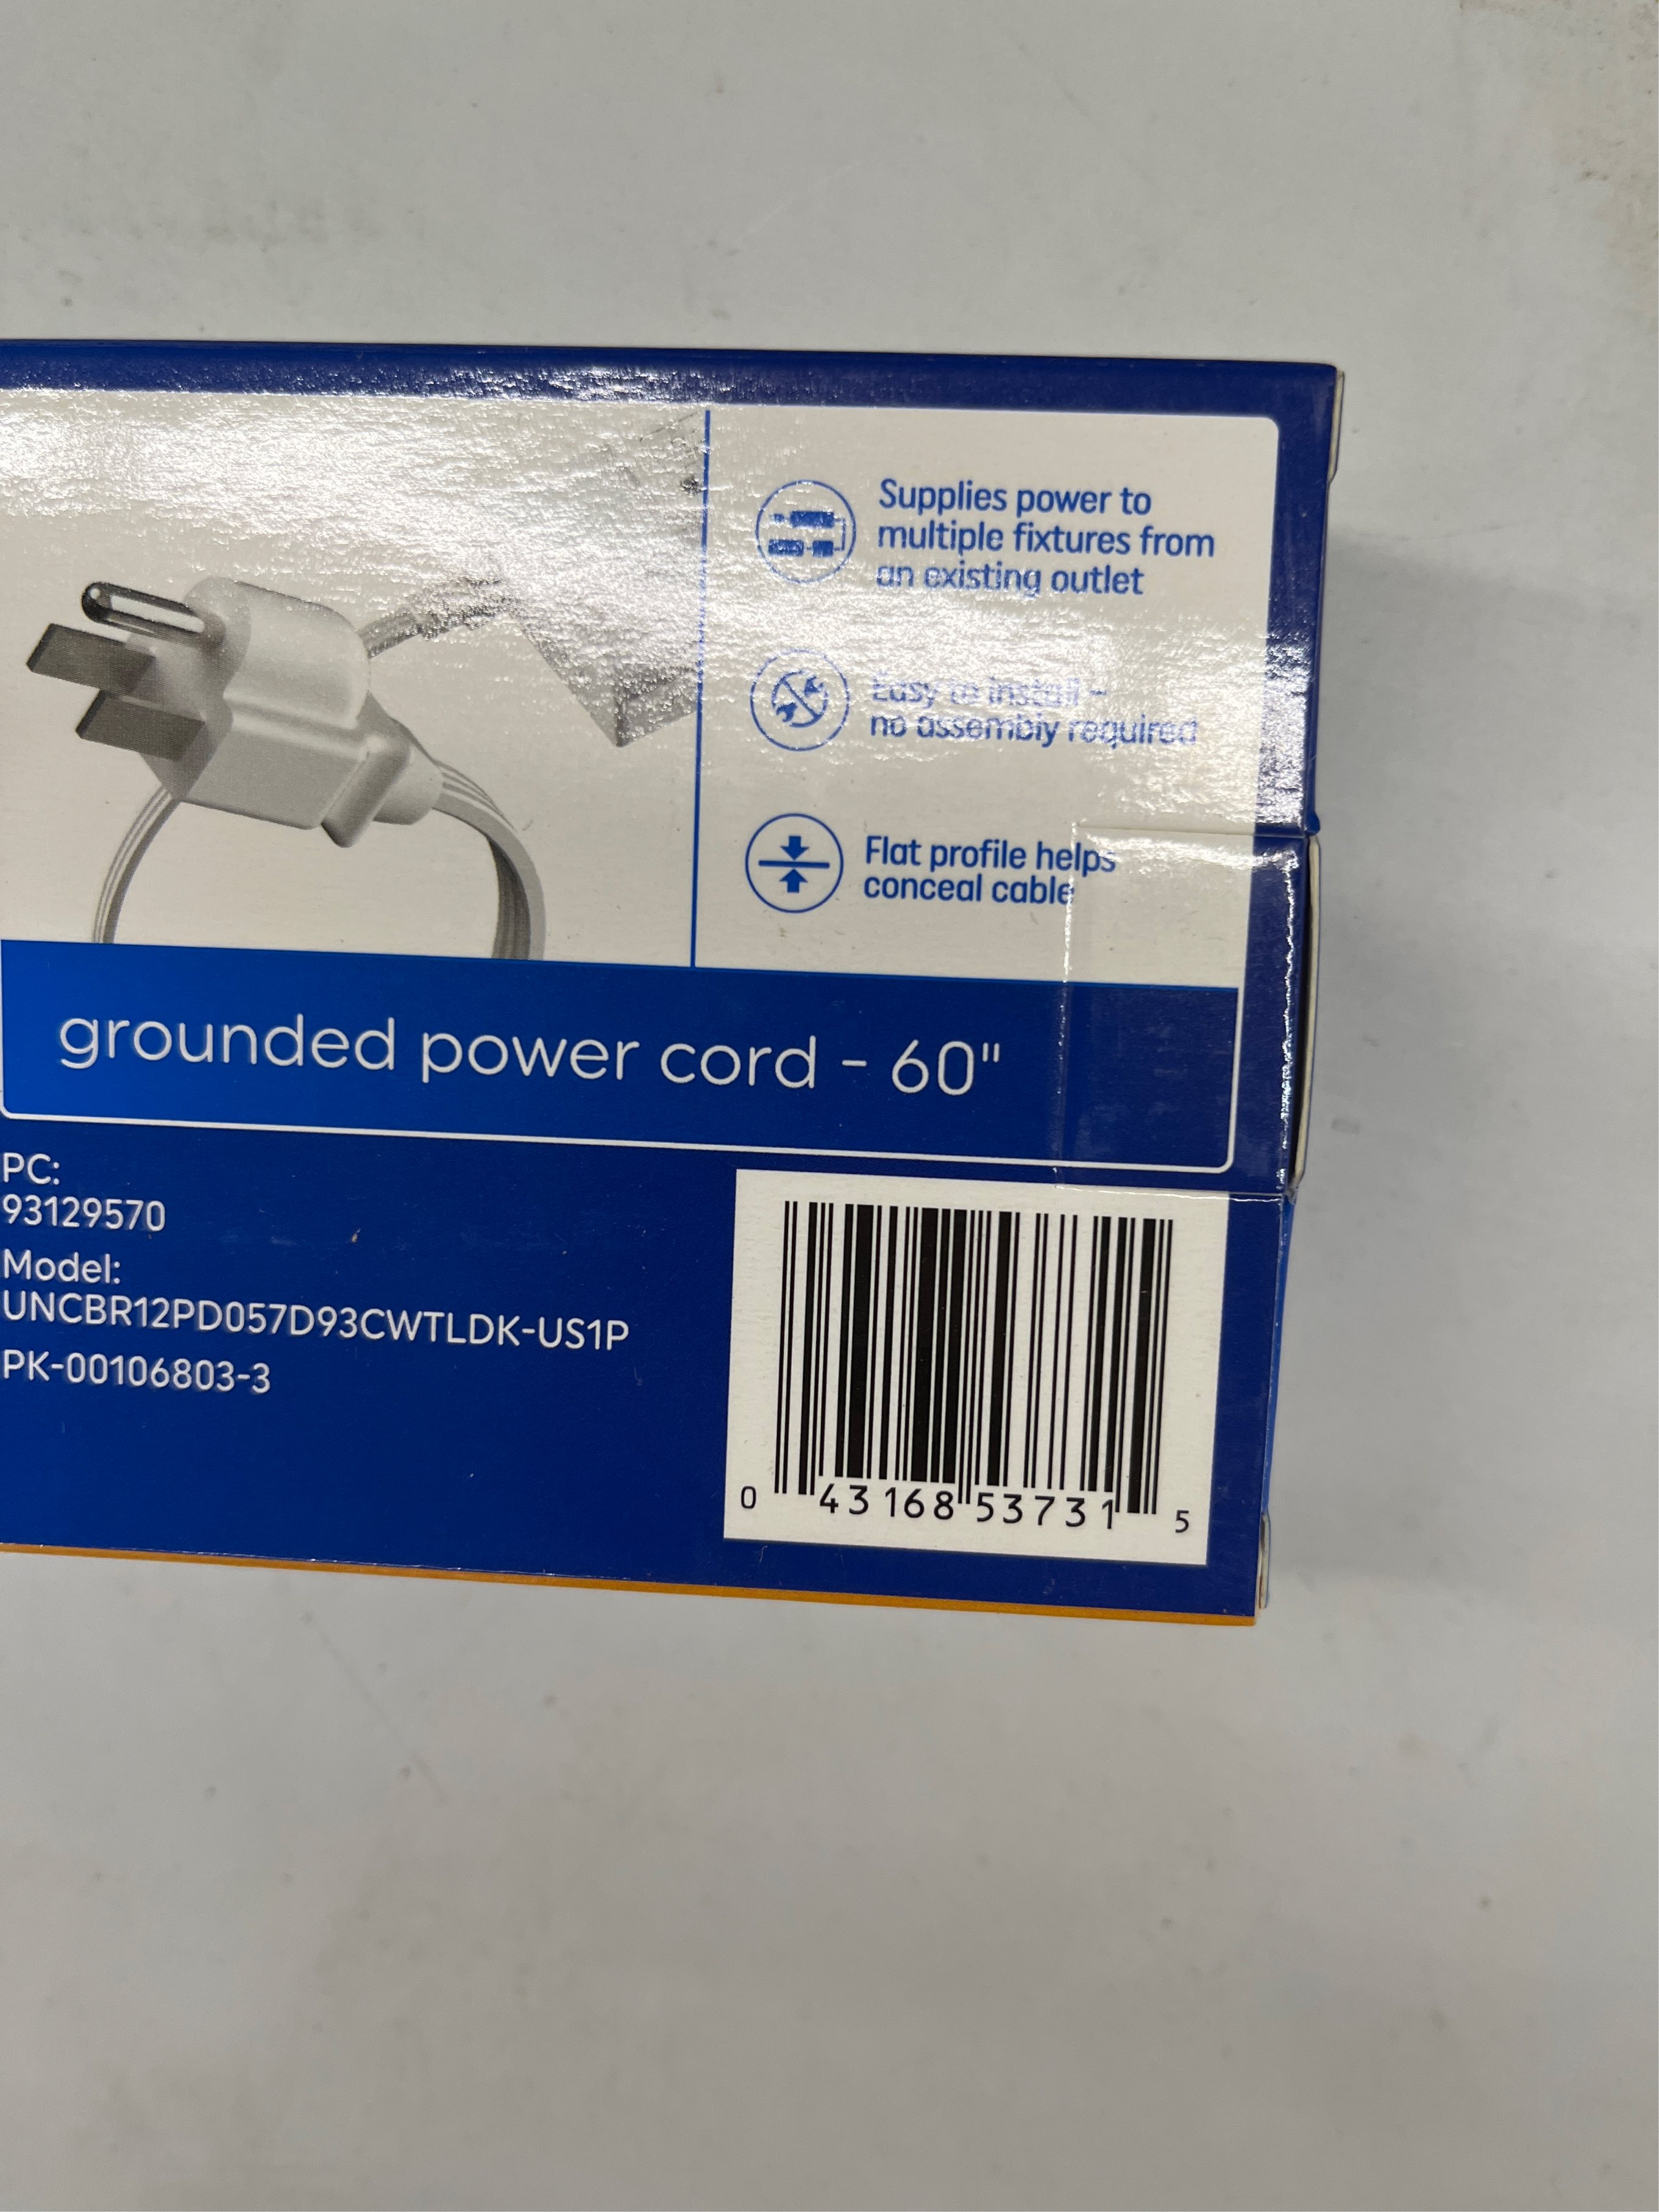 Supplies power to
multiple fixtures from
an existing outlet
Easy to install –
no assembly required
Flat profile helps
conceal cable
grounded power cord - 60"
PC:
93129570
Model:
UNCBR12PD057D93CWTLDK-US1P
PK-00106803-3
0 43168 53731 5